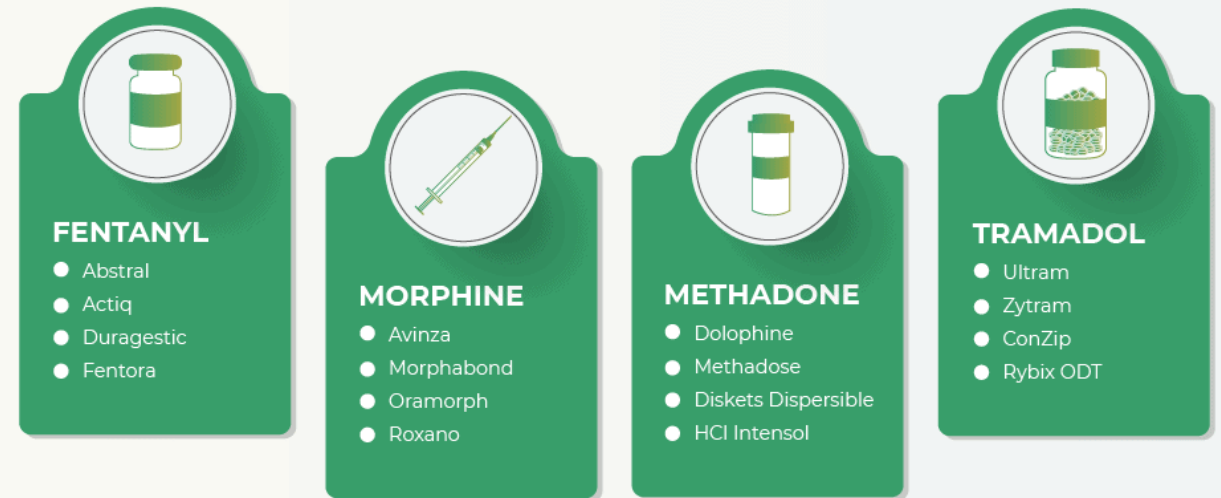 FENTANYL
Abstral
Actiq
Duragestic
Fentora
MORPHINE
Avinza
Morphabond
Oramorph
Roxano
METHADONE
Dolophine
Methadose
Diskets Dispersible
HCI Intensol
TRAMADOL
Ultram
Zytram
ConZip
Rybix ODT